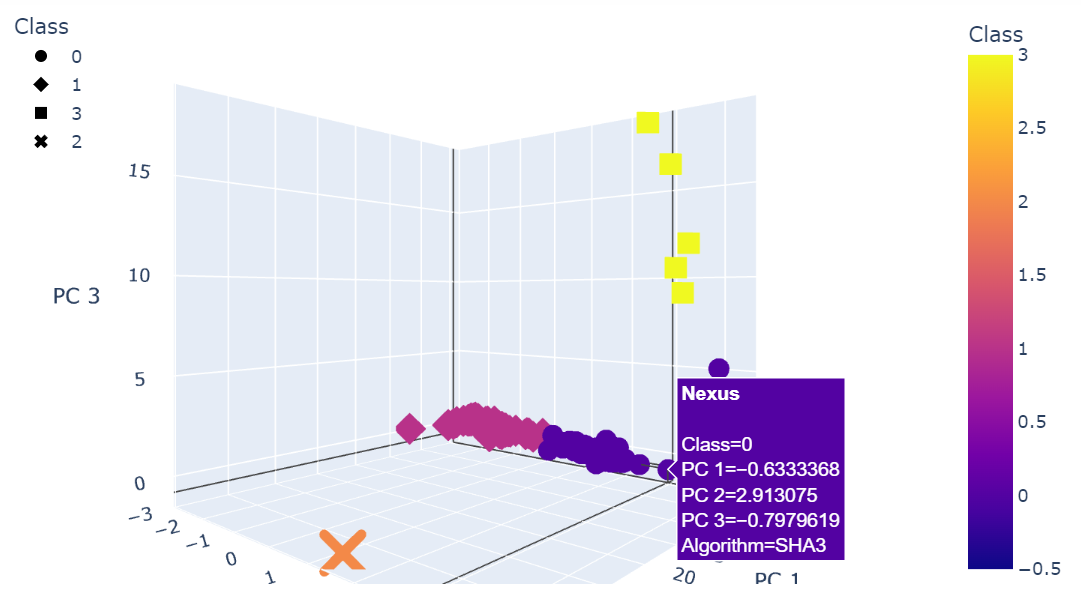 Class
0
1
3
2
Class
3
2.5
2
1.5
1
0.5
0
−0.5
15
10
PC 3
5
0
−3
−2
−1
0
1
Nexus
Class=0
PC 1=−0.6333368
PC 2=2.913075
PC 3=−0.7979619
Algorithm=SHA3
20
PC 1